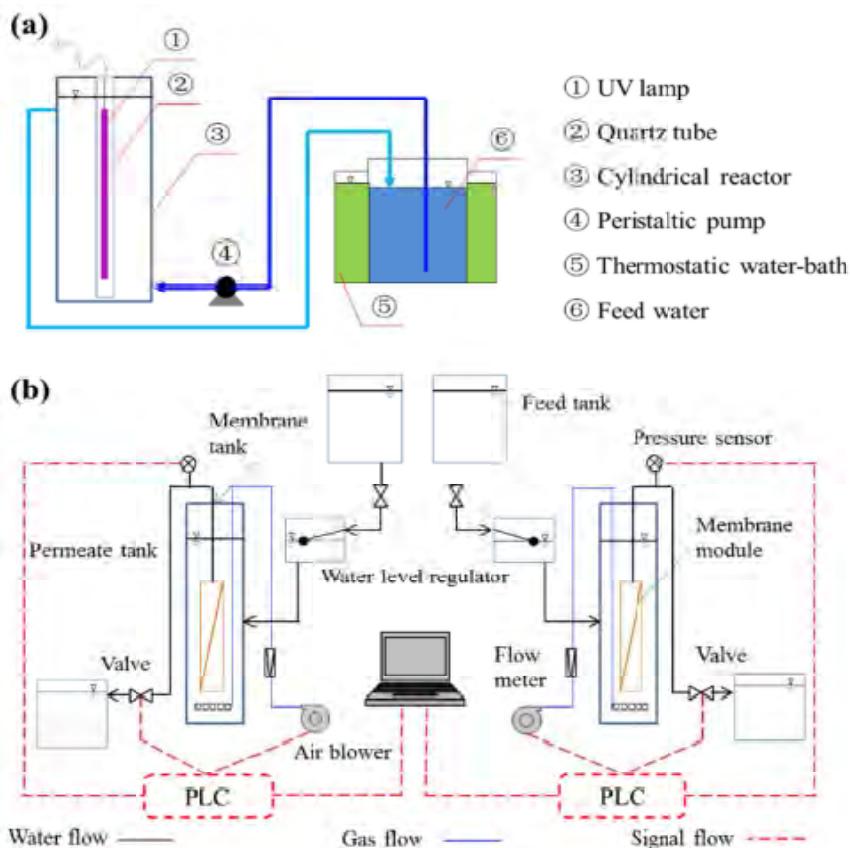 (a)
①
②
③
④
⑤
⑥
① UV lamp
② Quartz tube
③ Cylindrical reactor
④ Peristaltic pump
⑤ Thermostatic water-bath
⑥ Feed water
(b)
Membrane
tank
Feed tank
Pressure sensor
Permeate tank
Membrane
module
Water level regulator
Valve
Flow
meter
Valve
Air blower
PLC
PLC
Water flow
Gas flow
Signal flow